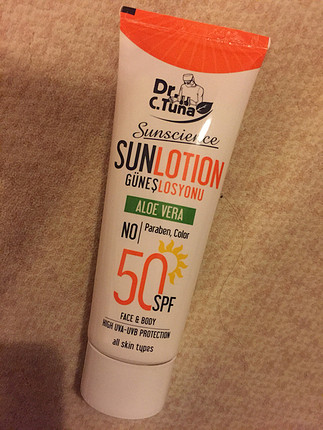 Dr.
C.Tuna
Sunscience
SUNLOTION
GÜNEŞLOSYONU
ALOE VERA
NO | Paraben, Color
50 SPF
FACE & BODY
HIGH UVA-UVB PROTECTION
all skin types